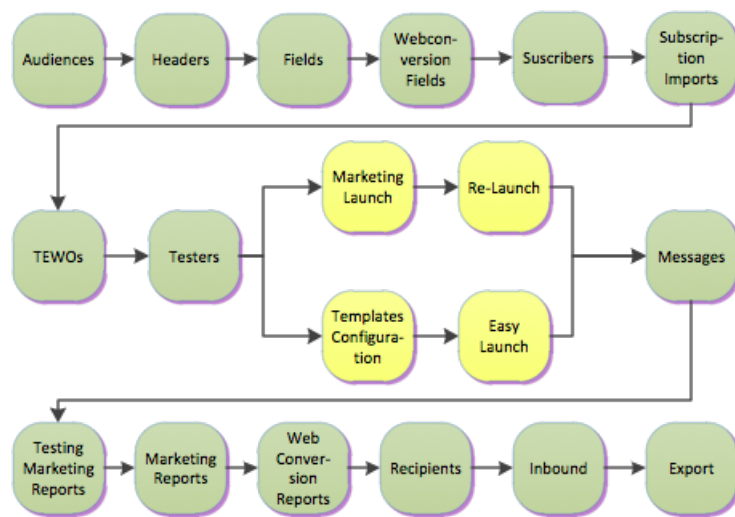 Audiences
Headers
Fields
Webcon-
version
Fields
Suscribers
Subscrip-
tion
Imports
TEWOs
Testers
Marketing
Launch
Re-Launch
Templates
Configura-
tion
Easy
Launch
Messages
Testing
Marketing
Reports
Marketing
Reports
Web
Conver-
sion
Reports
Recipients
Inbound
Export